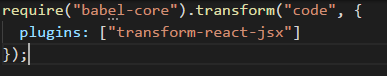 require("babel-core").transform("code", {
  plugins: ["transform-react-jsx"]
});